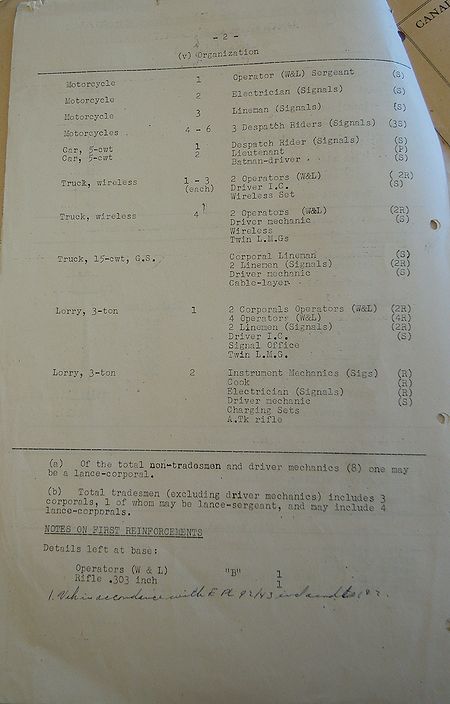 CANA
- 2 -
(v) Organization
Motorcycle 1 Operator (W&L) Sergeant (S)
Motorcycle 2 Electrician (Signals) (S)
Motorcycle 3 Lineman (Signals) (S)
Motorcycles 4 - 6 3 Despatch Riders (Signals) (3S)
Car, 5-cwt 1 Despatch Rider (Signals) (S)
Car, 5-cwt 2 Lieutenant (P)
Batman-driver (S)
Truck, wireless 1 - 3 2 Operators (W&L) (2R)
(each) Driver I.C. (S)
Wireless Set
Truck, wireless 4 2 Operators (W&L) (2R)
Driver mechanic (S)
Wireless
Twin L.M.Gs
Truck, 15-cwt, G.S. Corporal Lineman (S)
2 Linemen (Signals) (2R)
Driver mechanic (S)
Cable-layer
Lorry, 3-ton 1 2 Corporals Operators (W&L) (2R)
4 Operators (W&L) (4R)
2 Linemen (Signals) (2R)
Driver I.C. (S)
Signal Office
Twin L.M.G.
Lorry, 3-ton 2 Instrument Mechanics (Sigs) (R)
Cook (R)
Electrician (Signals) (R)
Driver mechanic (S)
Charging Sets
A.Tk rifle
(a) Of the total non-tradesmen and driver mechanics (8) one may
be a lance-corporal.
(b) Total tradesmen (excluding driver mechanics) includes 3
corporals, 1 of whom may be lance-sergeant, and may include 4
lance-corporals.
NOTES ON FIRST REINFORCEMENTS
Details left at base:
Operators (W & L) "B" 1
Rifle .303 inch 1
1. Veh in accordance with